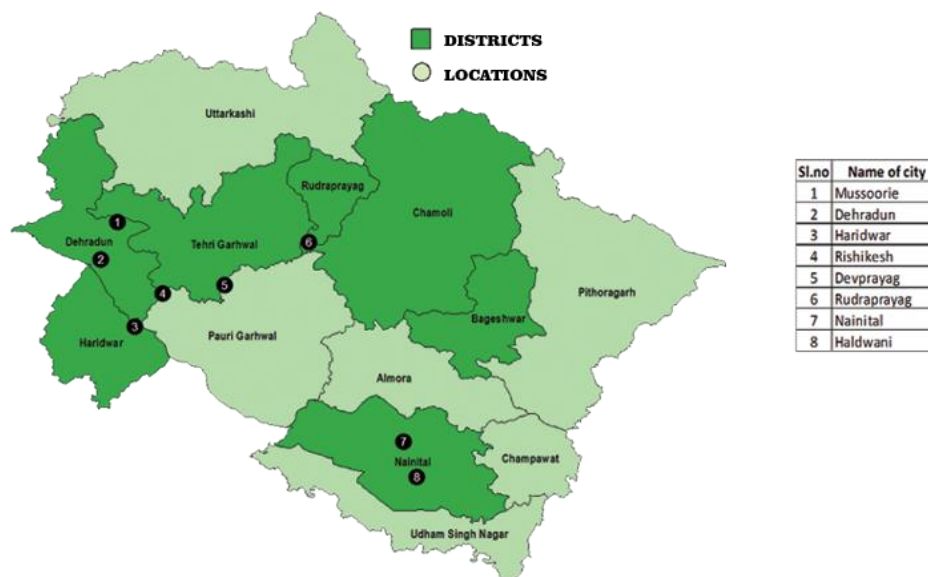 DISTRICTS
LOCATIONS
Uttarkashi
Rudraprayag
Chamoli
1
Dehradun
2
Tehri Garhwal
6
5
4
Pithoragarh
3
Haridwar
Pauri Garhwal
Bageshwar
Almora
7
Nainital
8
Champawat
Udham Singh Nagar
Sl.no Name of city
1 Mussoorie
2 Dehradun
3 Haridwar
4 Rishikesh
5 Devprayag
6 Rudraprayag
7 Nainital
8 Haldwani